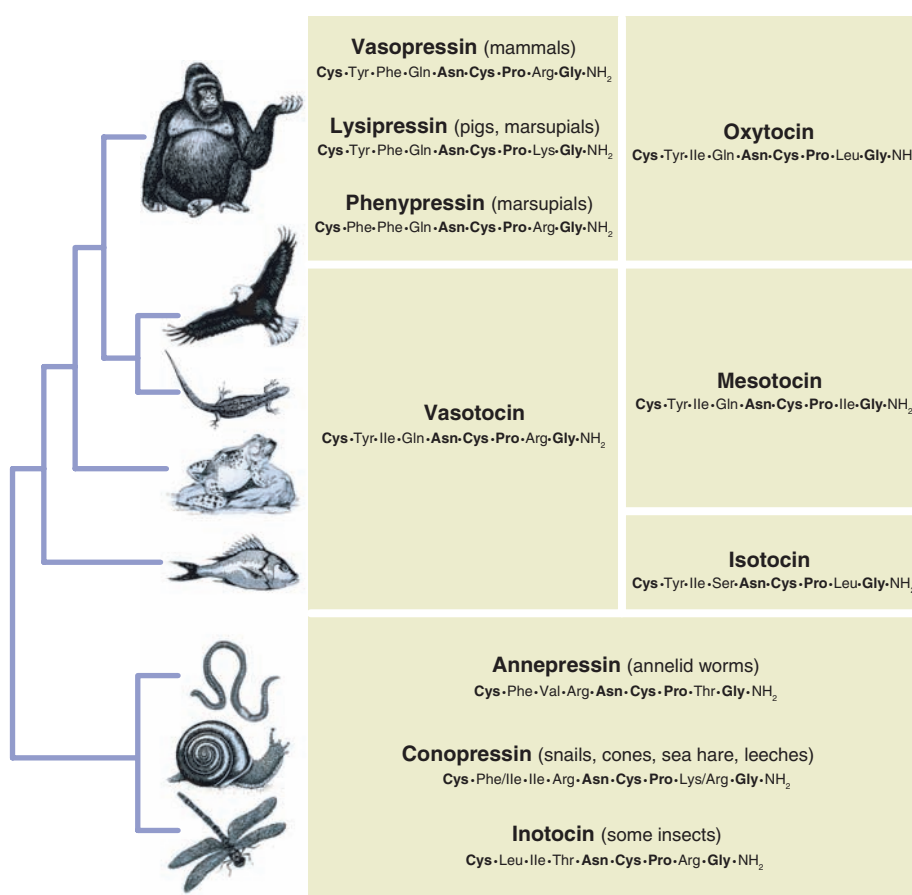 Vasopressin (mammals)
Cys•Tyr•Phe•Gln•Asn•Cys•Pro•Arg•Gly•NH2
Lysipressin (pigs, marsupials)
Cys•Tyr•Phe•Gln•Asn•Cys•Pro•Lys•Gly•NH2
Phenypressin (marsupials)
Cys•Phe•Phe•Gln•Asn•Cys•Pro•Arg•Gly•NH2
Oxytocin
Cys•Tyr•Ile•Gln•Asn•Cys•Pro•Leu•Gly•NH
Vasotocin
Cys•Tyr•Ile•Gln•Asn•Cys•Pro•Arg•Gly•NH2
Mesotocin
Cys•Tyr•Ile•Gln•Asn•Cys•Pro•Ile•Gly•NH2
Isotocin
Cys•Tyr•Ile•Ser•Asn•Cys•Pro•Leu•Gly•NH2
Annepressin (annelid worms)
Cys•Phe•Val•Arg•Asn•Cys•Pro•Thr•Gly•NH2
Conopressin (snails, cones, sea hare, leeches)
Cys•Phe/Ile•Ile•Arg•Asn•Cys•Pro•Lys/Arg•Gly•NH2
Inotocin (some insects)
Cys•Leu•Ile•Thr•Asn•Cys•Pro•Arg•Gly•NH2